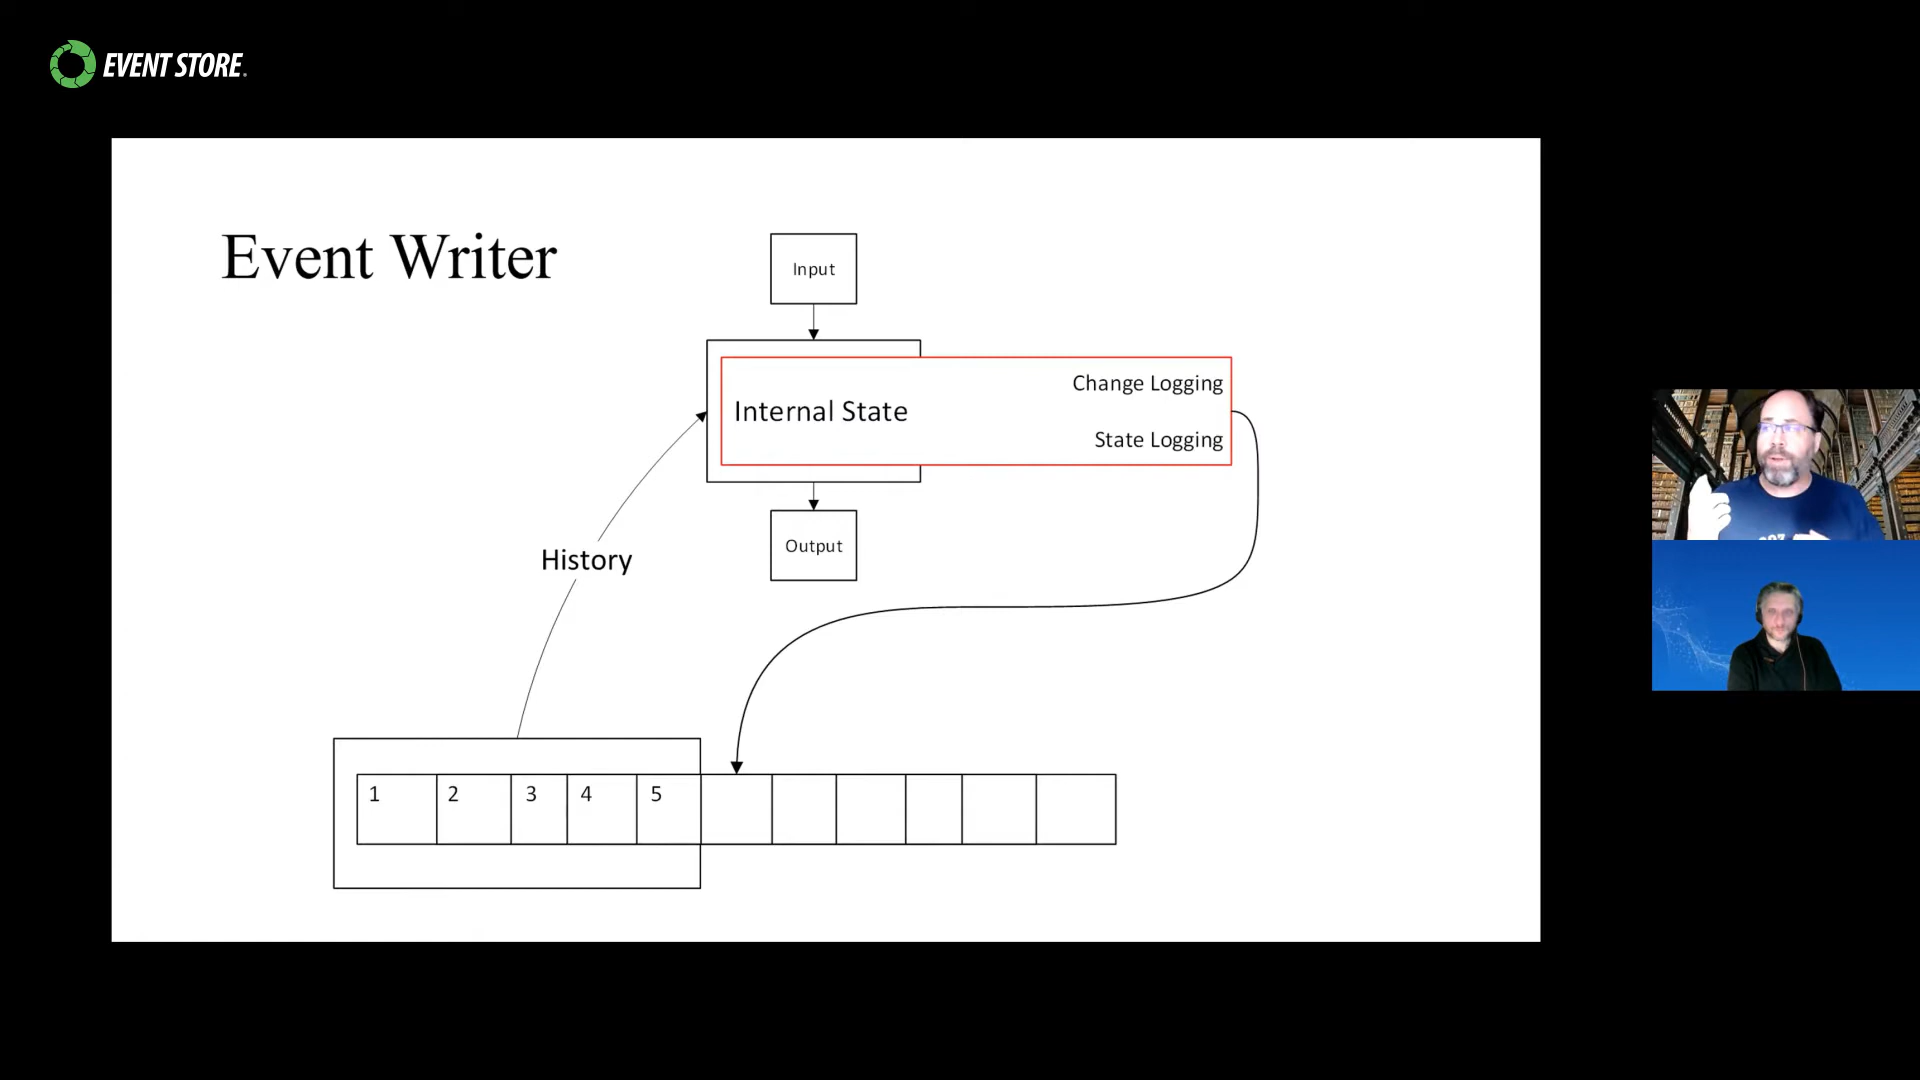 EVENT STORE
Event Writer
Input
Change Logging
Internal State
State Logging
Output
History
1 2 3 4 5